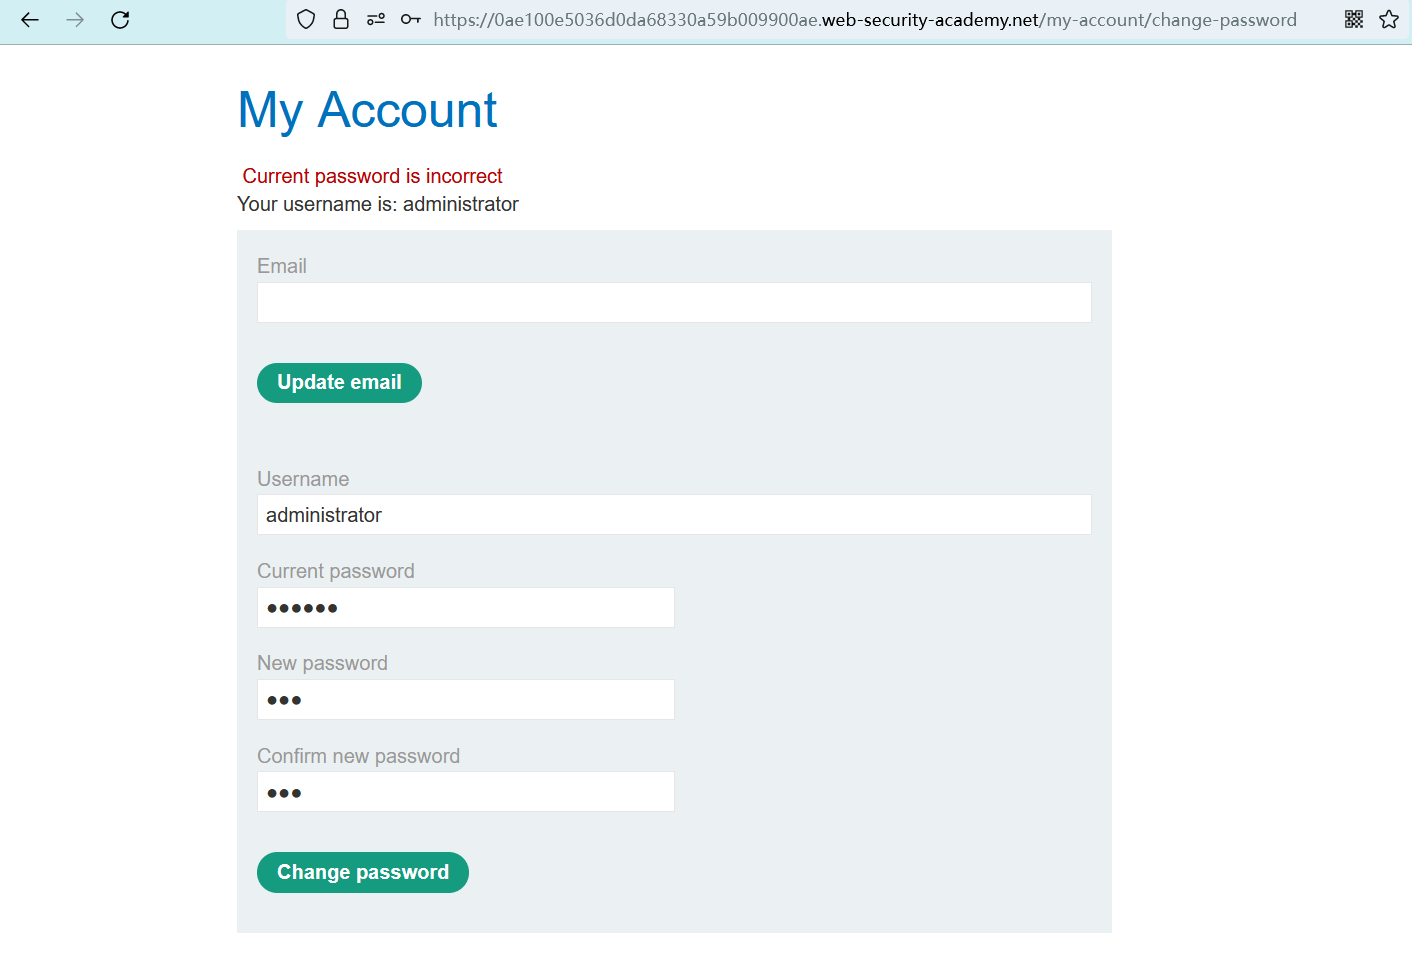 https://0ae100e5036d0da68330a59b009900ae.web-security-academy.net/my-account/change-password
My Account
Current password is incorrect
Your username is: administrator
Email
Update email
Username
administrator
Current password
●●●●●●
New password
●●●
Confirm new password
●●●
Change password